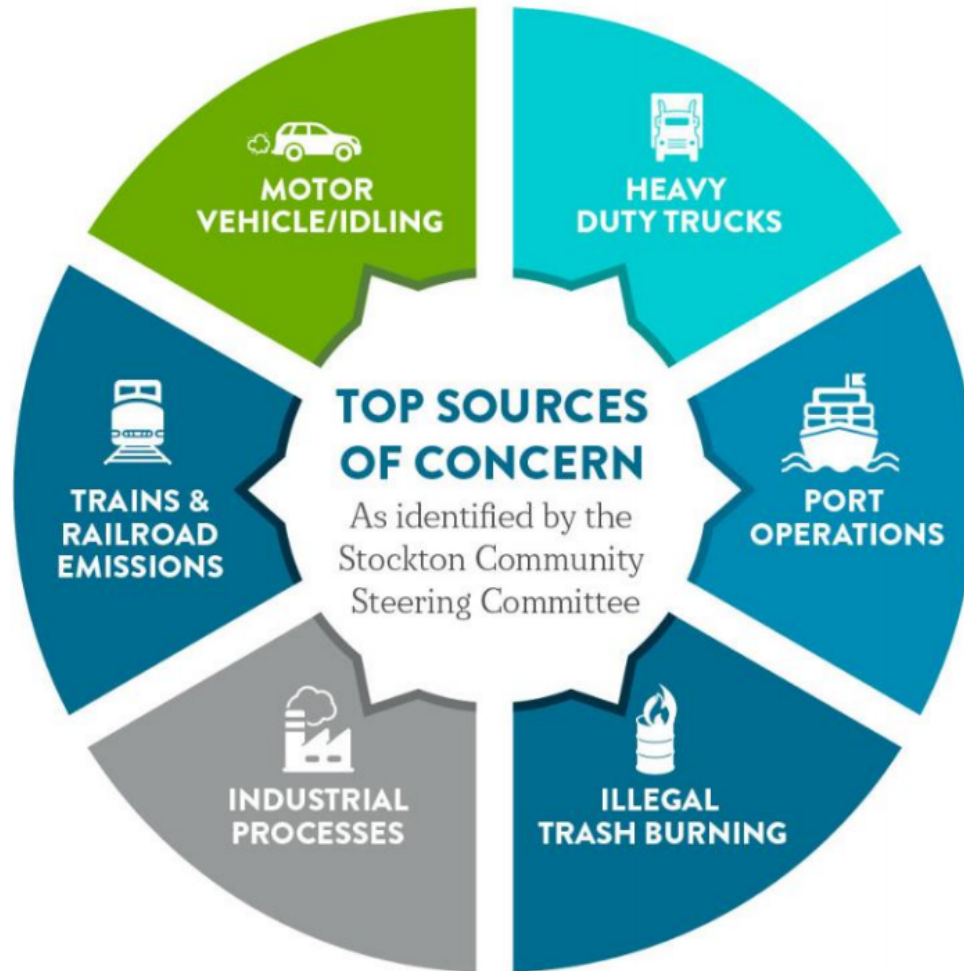 MOTOR
VEHICLE/IDLING
HEAVY
DUTY TRUCKS
TRAINS &
RAILROAD
EMISSIONS
TOP SOURCES
OF CONCERN
As identified by the
Stockton Community
Steering Committee
PORT
OPERATIONS
INDUSTRIAL
PROCESSES
ILLEGAL
TRASH BURNING